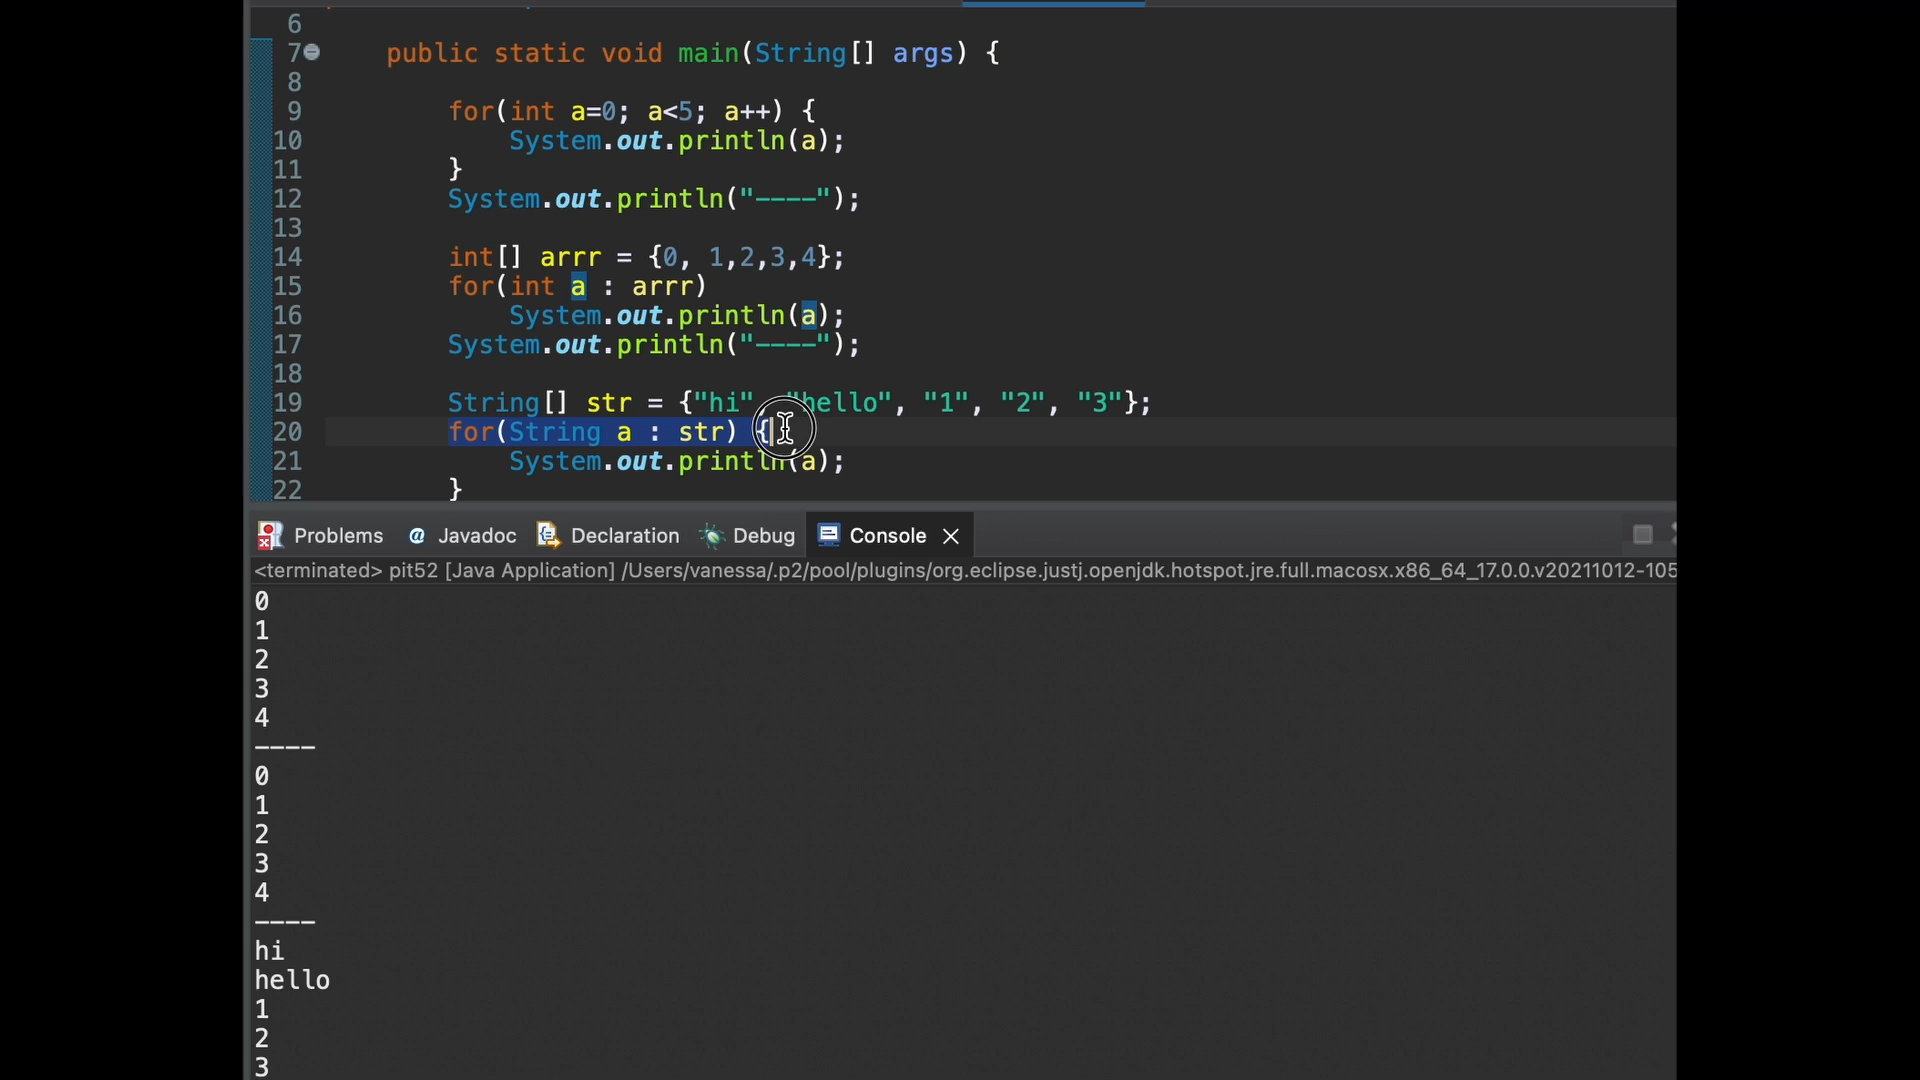 6
7 public static void main(String[] args) {
8
9 for(int a=0; a<5; a++) {
10 System.out.println(a);
11 }
12 System.out.println("----");
13
14 int[] arrr = {0, 1,2,3,4};
15 for(int a : arrr)
16 System.out.println(a);
17 System.out.println("----");
18
19 String[] str = {"hi", "hello", "1", "2", "3"};
20 for(String a : str) {
21 System.out.println(a);
22 }
Problems @ Javadoc Declaration Debug Console
<terminated> pit52 [Java Application] /Users/vanessa/.p2/pool/plugins/org.eclipse.justj.openjdk.hotspot.jre.full.macosx.x86_64_17.0.0.v20211012-105
0
1
2
3
4
----
0
1
2
3
4
----
hi
hello
1
2
3